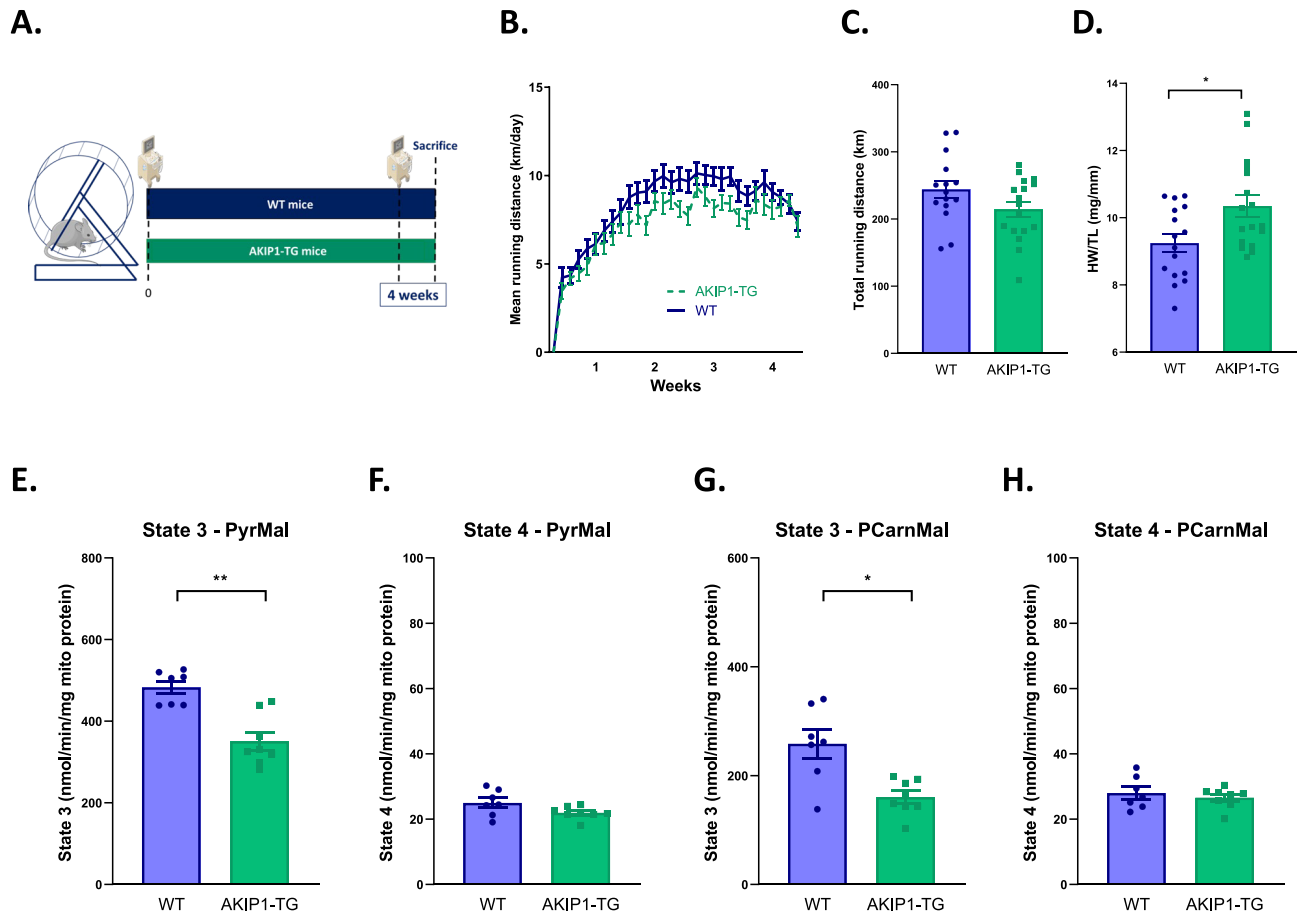 A.
B.
C.
D.
Sacrifice
WT mice
AKIP1-TG mice
0
4 weeks
Mean running distance (km/day)
15
10
5
0
AKIP1-TG
WT
1 2 3 4
Weeks
Total running distance (km)
400
300
200
100
0
WT AKIP1-TG
HW/TL (mg/mm)
14
12
10
8
6
*
WT AKIP1-TG
E.
F.
G.
H.
State 3 - PyrMal
State 3 (nmol/min/mg mito protein)
800
600
400
200
0
**
WT AKIP1-TG
State 4 - PyrMal
State 4 (nmol/min/mg mito protein)
100
80
60
40
20
0
WT AKIP1-TG
State 3 - PCarnMal
State 3 (nmol/min/mg mito protein)
600
400
200
0
*
WT AKIP1-TG
State 4 - PCarnMal
State 4 (nmol/min/mg mito protein)
100
80
60
40
20
0
WT AKIP1-TG